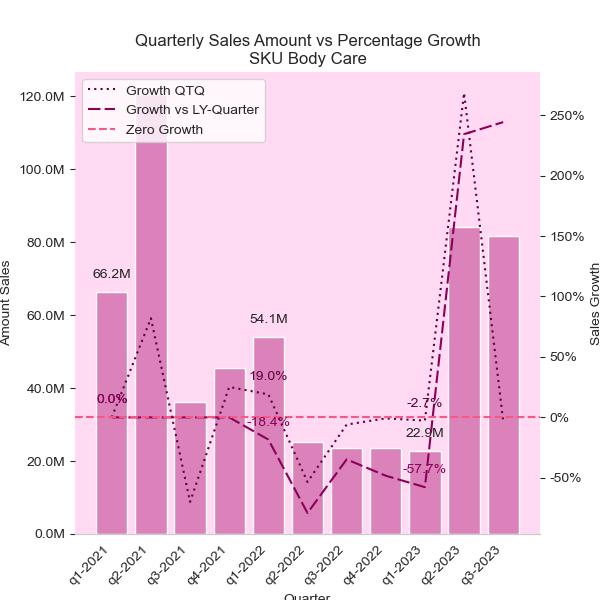 Quarterly Sales Amount vs Percentage Growth
SKU Body Care
Growth QTQ
Growth vs LY-Quarter
Zero Growth
120.0M
100.0M
80.0M
60.0M
40.0M
20.0M
0.0M
Amount Sales
250%
200%
150%
100%
50%
0%
-50%
Sales Growth
66.2M
54.1M
22.9M
0.0%
19.0%
-18.4%
-2.7%
-57.7%
q1-2021
q2-2021
q3-2021
q4-2021
q1-2022
q2-2022
q3-2022
q4-2022
q1-2023
q2-2023
q3-2023
Quarter